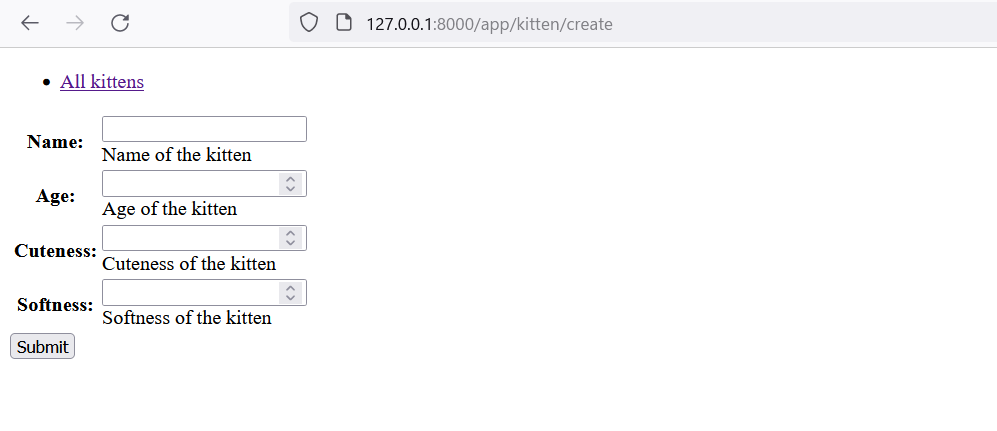 127.0.0.1:8000/app/kitten/create
All kittens
Name:
Name of the kitten
Age:
Age of the kitten
Cuteness:
Cuteness of the kitten
Softness:
Softness of the kitten
Submit